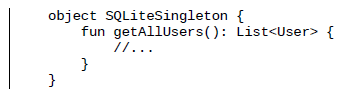 object SQLiteSingleton {
    fun getAllUsers(): List<User> {
        //...
    }
}